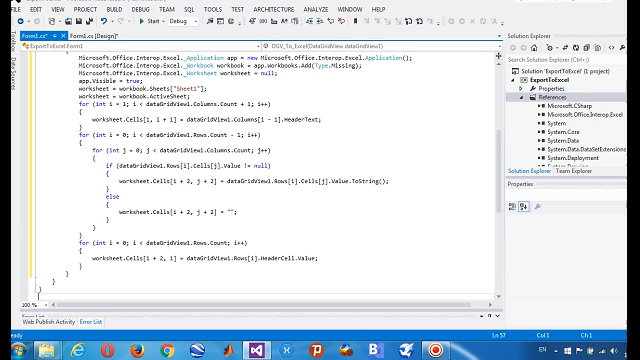 FILE EDIT VIEW PROJECT BUILD DEBUG TEAM SQL TOOLS TEST ARCHITECTURE ANALYZE WINDOW HELP
Start Debug
Form1.cs* Form1.cs [Design]*
ExportToExcel.Form1 DGV_To_Excel(DataGridView dataGridView1)
{
Microsoft.Office.Interop.Excel._Application app = new Microsoft.Office.Interop.Excel.Application();
Microsoft.Office.Interop.Excel._Workbook workbook = app.Workbooks.Add(Type.Missing);
Microsoft.Office.Interop.Excel._Worksheet worksheet = null;
app.Visible = true;
worksheet = workbook.Sheets["Sheet1"];
worksheet = workbook.ActiveSheet;
for (int i = 1; i < dataGridView1.Columns.Count + 1; i++)
{
worksheet.Cells[1, i + 1] = dataGridView1.Columns[i - 1].HeaderText;
}
for (int i = 0; i < dataGridView1.Rows.Count - 1; i++)
{
for (int j = 0; j < dataGridView1.Columns.Count; j++)
{
if (dataGridView1.Rows[i].Cells[j].Value != null)
{
worksheet.Cells[i + 2, j + 2] = dataGridView1.Rows[i].Cells[j].Value.ToString();
}
else
{
worksheet.Cells[i + 2, j + 2] = "";
}
}
}
for (int i = 0; i < dataGridView1.Rows.Count; i++)
{
worksheet.Cells[i + 2, i] = dataGridView1.Rows[i].HeaderCell.Value;
}
}
}
}
100 %
Web Publish Activity Error List
Ln 57 Col 1 Ch 1
Solution Explorer
Search Solution Explorer
Solution 'ExportToExcel' (1 project)
ExportToExcel
Properties
References
Microsoft.CSharp
Microsoft.Office.Interop.Excel
System
System.Core
System.Data
System.Data.DataSetExtensions
System.Deployment
Solution Explorer Team Explorer
Properties
Toolbox
Data Sources
EN